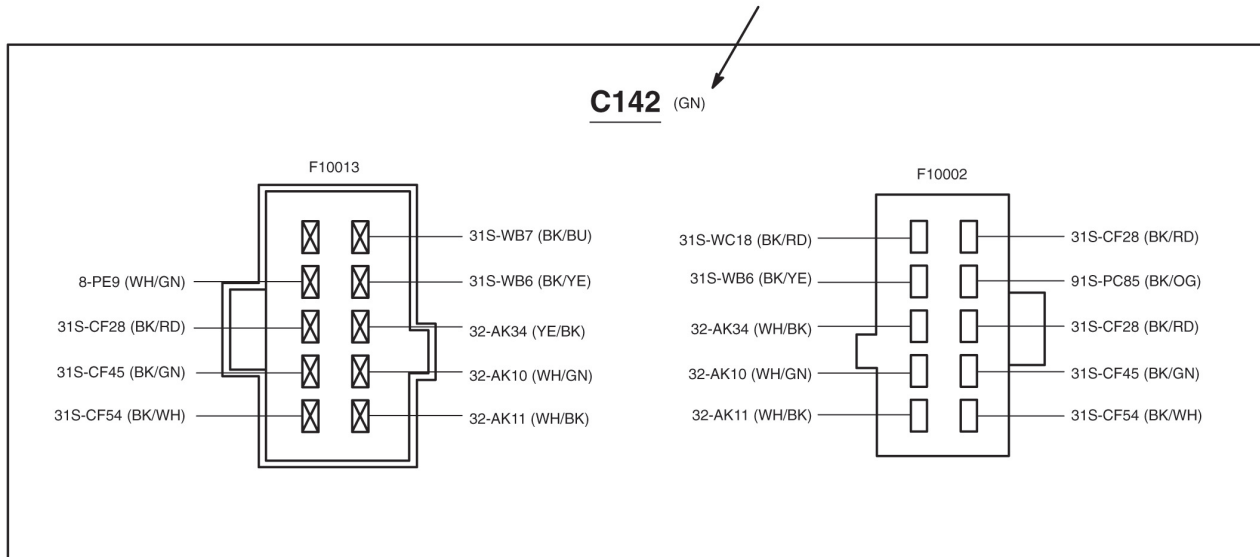 C142 (GN)
F10013
31S-WB7 (BK/BU)
8-PE9 (WH/GN)
31S-WB6 (BK/YE)
31S-CF28 (BK/RD)
32-AK34 (YE/BK)
31S-CF45 (BK/GN)
32-AK10 (WH/GN)
31S-CF54 (BK/WH)
32-AK11 (WH/BK)
F10002
31S-WC18 (BK/RD)
31S-CF28 (BK/RD)
31S-WB6 (BK/YE)
91S-PC85 (BK/OG)
32-AK34 (WH/BK)
31S-CF28 (BK/RD)
32-AK10 (WH/GN)
31S-CF45 (BK/GN)
32-AK11 (WH/BK)
31S-CF54 (BK/WH)